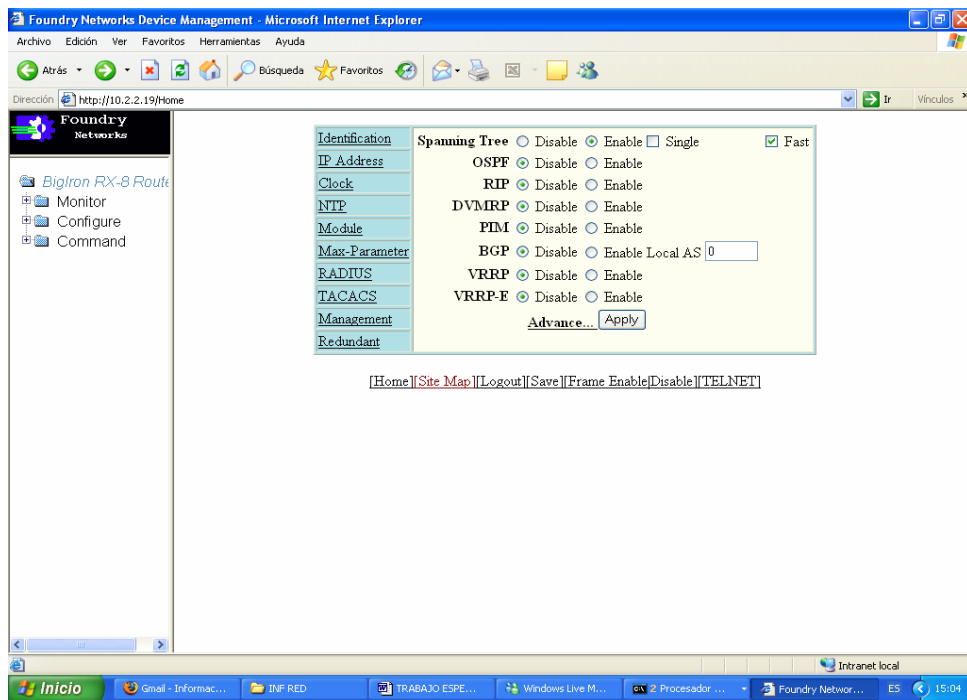 Foundry Networks Device Management - Microsoft Internet Explorer
Archivo Edición Ver Favoritos Herramientas Ayuda
Atrás Búsqueda Favoritos
Dirección http://10.2.2.19/Home Ir Vínculos »
Foundry
Networks
BigIron RX-8 Route
Monitor
Configure
Command
Identification
IP Address
Clock
NTP
Module
Max-Parameter
RADIUS
TACACS
Management
Redundant
Spanning Tree Disable Enable Single Fast
OSPF Disable Enable
RIP Disable Enable
DVMRP Disable Enable
PIM Disable Enable
BGP Disable Enable Local AS 0
VRRP Disable Enable
VRRP-E Disable Enable
Advance... Apply
[Home][Site Map][Logout][Save][Frame Enable|Disable][TELNET]
Intranet local
Inicio Gmail - Informac... INF RED TRABAJO ESPE... Windows Live M... 2 Procesador ... Foundry Networ... ES 15:04